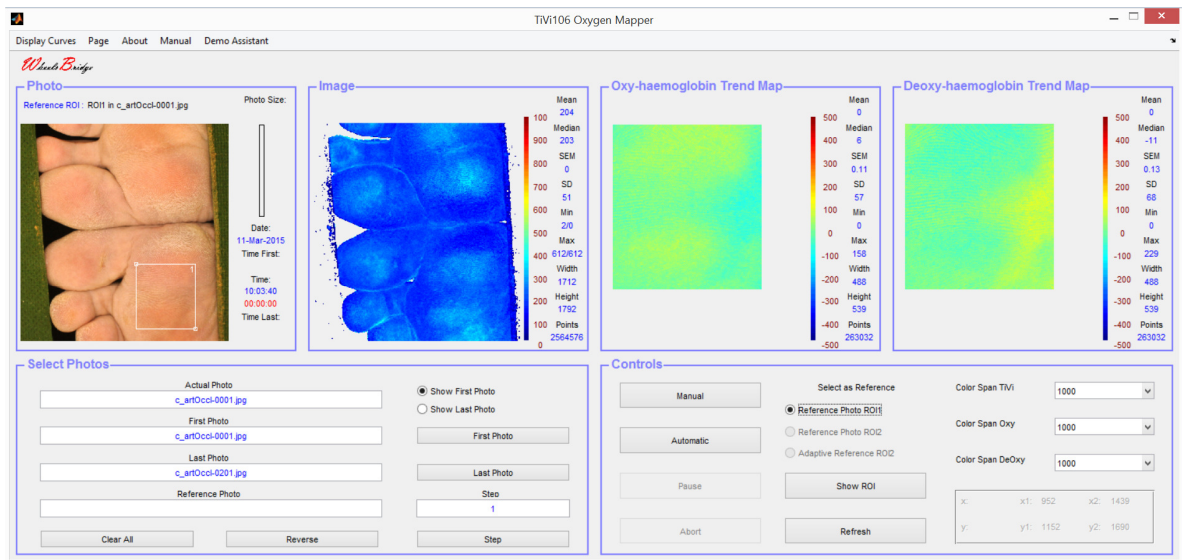 TiVi106 Oxygen Mapper
Display Curves Page About Manual Demo Assistant
WheelsBridge
Photo
Reference ROI : ROI1 in c_artOccl-0001.jpg
Photo Size:
1
Date:
11-Mar-2015
Time First:
Time:
10:03:40
00:00:00
Time Last:
Image
100
900
800
700
600
500
400
300
200
100
0
Mean
204
Median
203
SEM
0
SD
51
Min
2/0
Max
612/612
Width
1712
Height
1792
Points
2564576
Oxy-haemoglobin Trend Map
500
400
300
200
100
0
-100
-200
-300
-400
-500
Mean
0
Median
6
SEM
0.11
SD
57
Min
0
Max
158
Width
488
Height
539
Points
263032
Deoxy-haemoglobin Trend Map
500
400
300
200
100
0
-100
-200
-300
-400
-500
Mean
0
Median
-11
SEM
0.13
SD
68
Min
0
Max
229
Width
488
Height
539
Points
263032
Select Photos
Actual Photo
c_artOccl-0001.jpg
First Photo
c_artOccl-0001.jpg
Last Photo
c_artOccl-0201.jpg
Reference Photo
Clear All
Reverse
Show First Photo
Show Last Photo
First Photo
Last Photo
Step
1
Step
Controls
Manual
Automatic
Pause
Abort
Select as Reference
Reference Photo ROI1
Reference Photo ROI2
Adaptive Reference ROI2
Show ROI
Refresh
Color Span TiVi 1000
Color Span Oxy 1000
Color Span DeOxy 1000
x: x1: 952 x2: 1439
y: y1: 1152 y2: 1690